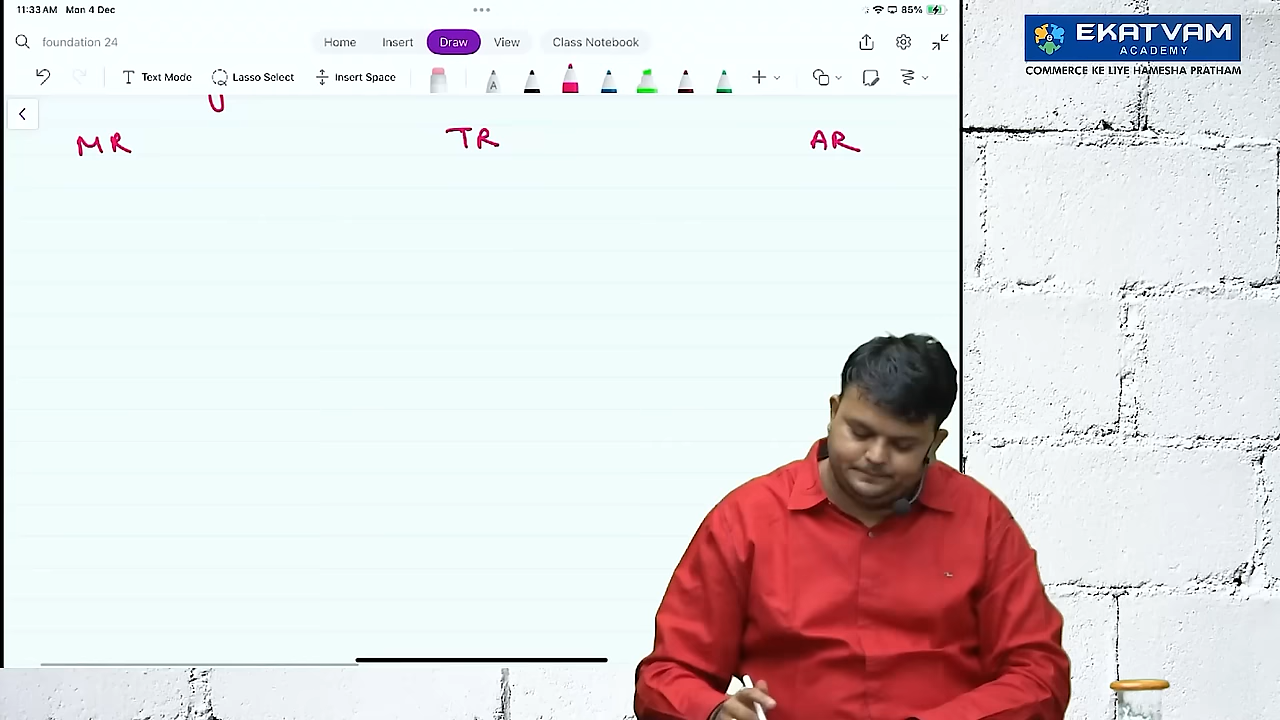 11:33 AM Mon 4 Dec
85%
foundation 24
Home Insert Draw View Class Notebook
Text Mode Lasso Select Insert Space
MR TR AR
EKATVAM
ACADEMY
COMMERCE KE LIYE HAMESHA PRATHAM